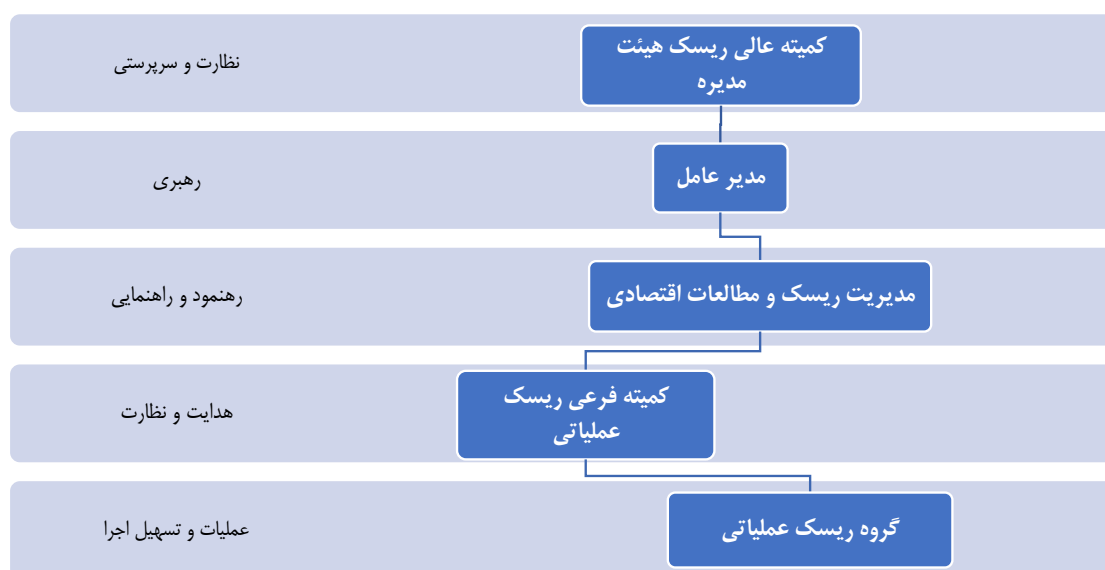 کمیته عالی ریسک هیئت
مدیره
نظارت و سرپرستی
مدیر عامل
رهبری
مدیریت ریسک و مطالعات اقتصادی
رهنمود و راهنمایی
کمیته فرعی ریسک
عملیاتی
هدایت و نظارت
گروه ریسک عملیاتی
عملیات و تسهیل اجرا